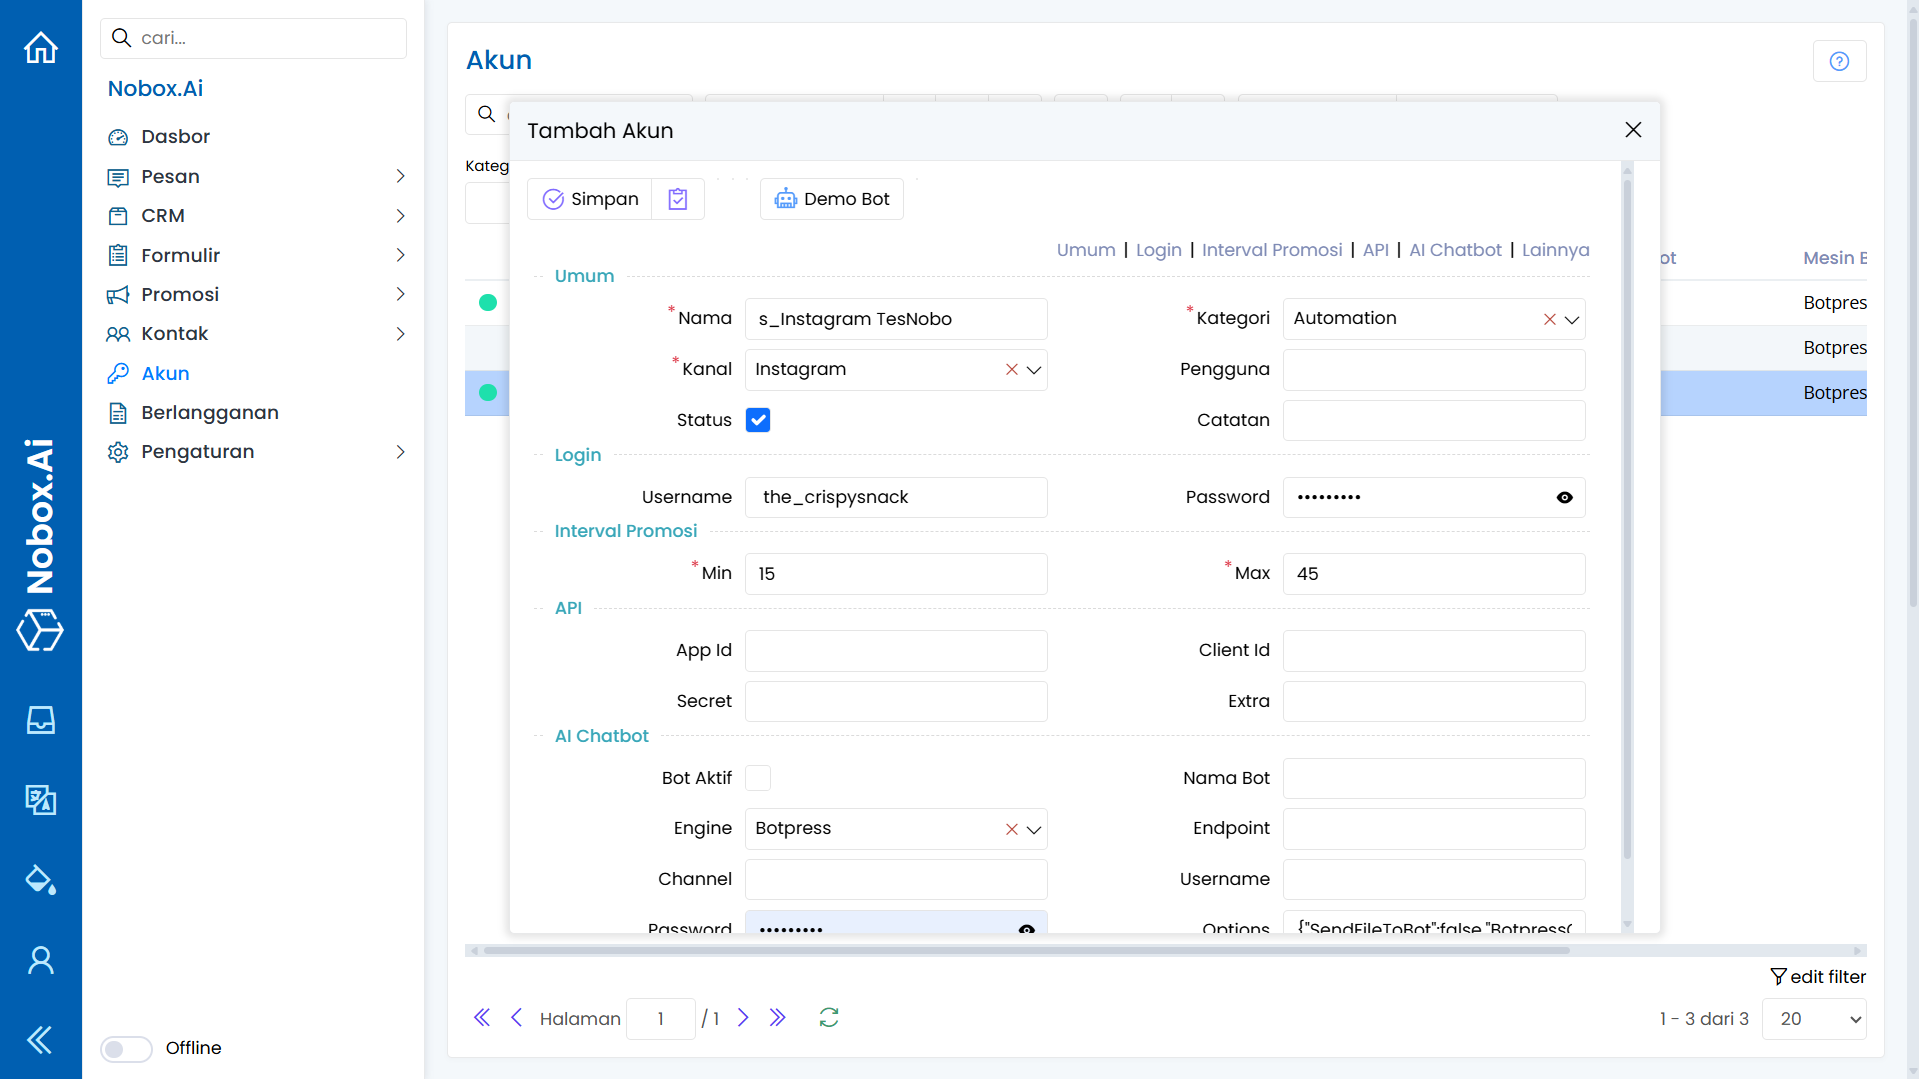 cari...
Nobox.Ai
Dasbor
Pesan
CRM
Formulir
Promosi
Kontak
Akun
Berlangganan
Pengaturan
Nobox.Ai
Offline
Akun
Kateg
Tambah Akun
Simpan
Demo Bot
Umum | Login | Interval Promosi | API | AI Chatbot | Lainnya
Umum
*Nama s_Instagram TesNobo *Kategori Automation
*Kanal Instagram Pengguna
Status Catatan
Login
Username the_crispysnack Password •••••••••
Interval Promosi
*Min 15 *Max 45
API
App Id Client Id
Secret Extra
AI Chatbot
Bot Aktif Nama Bot
Engine Botpress Endpoint
Channel Username
Password ••••••••• Options {"SendFileToBot":false,"Botpress
ot Mesin B
Botpres
Botpres
Botpres
edit filter
Halaman 1 / 1
1 - 3 dari 3 20